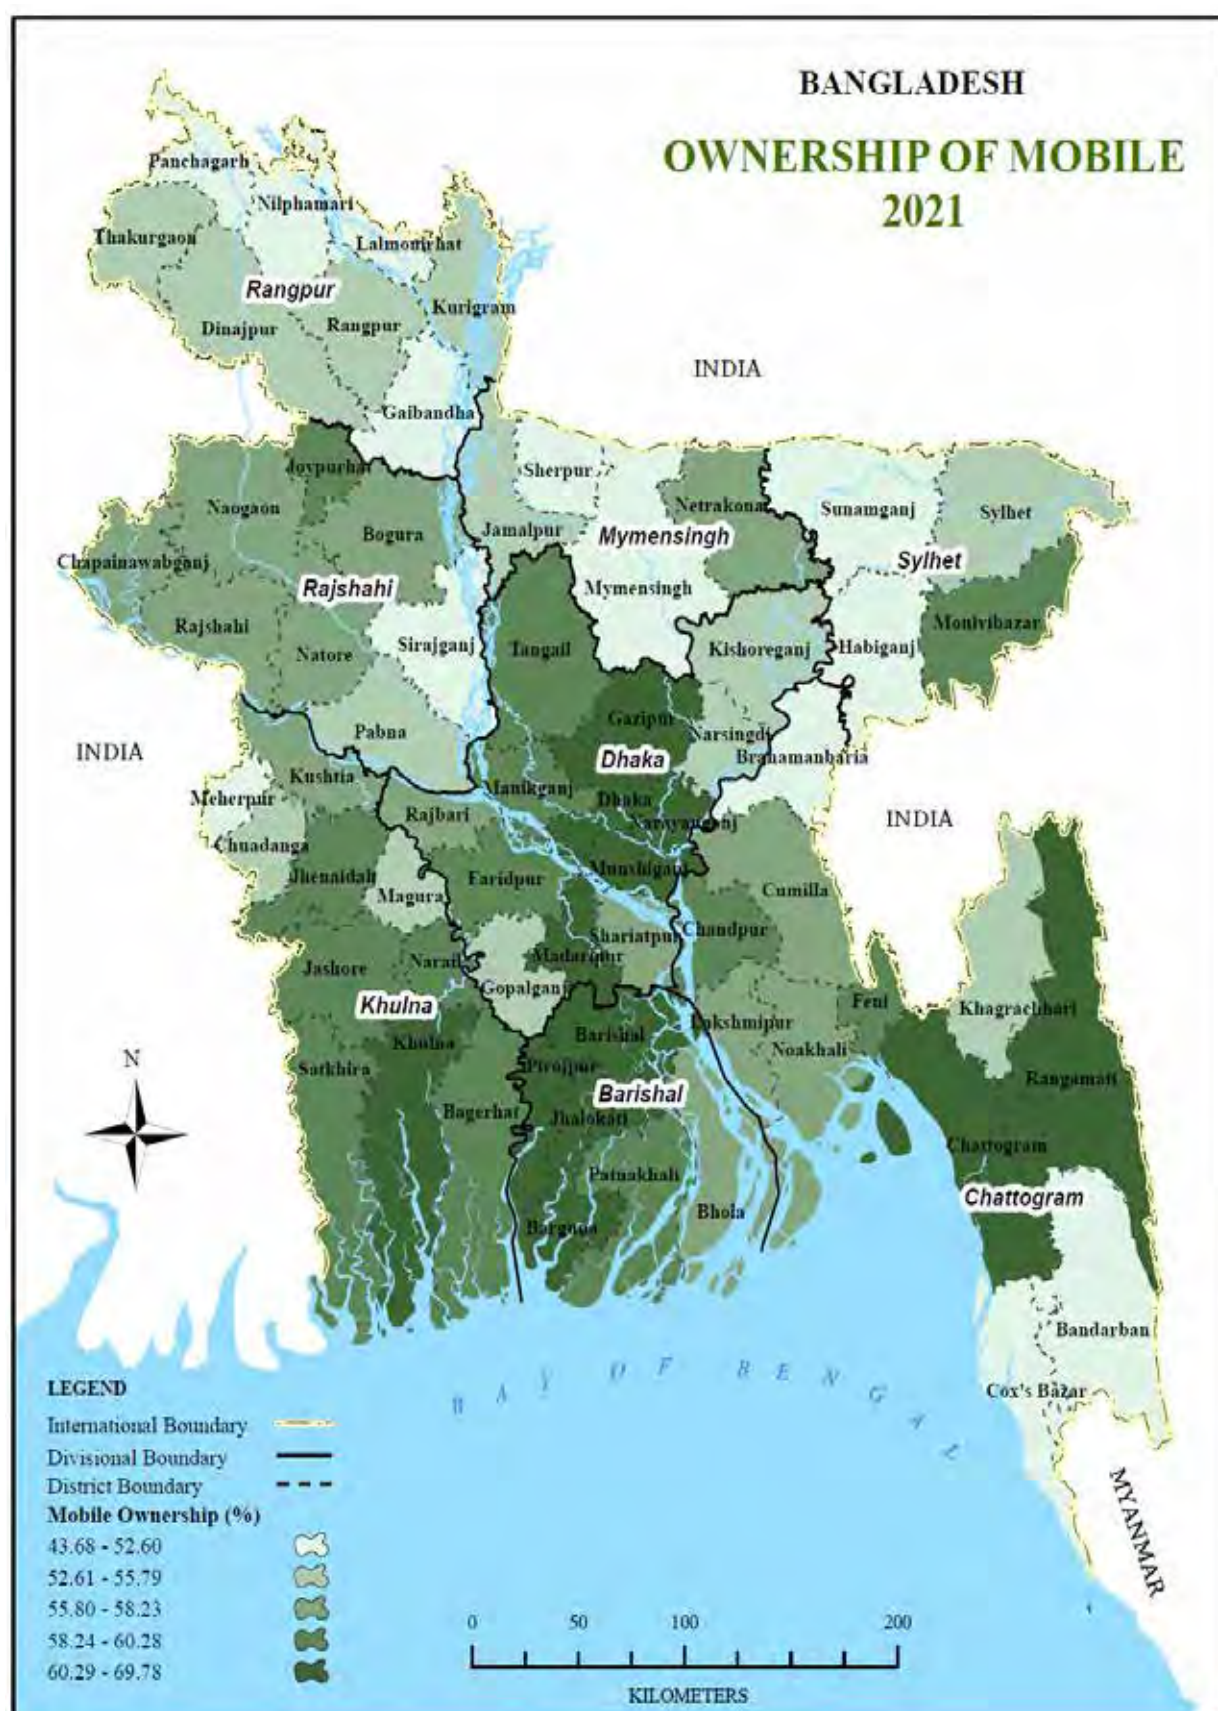 BANGLADESH
OWNERSHIP OF MOBILE
2021
Panchagarh
Nilphamari
Thakurgaon
Lalmonirhat
Rangpur
Kurigram
Dinajpur
Rangpur
INDIA
Gaibandha
Joypurhat
Sherpur
Naogaon
Netrakona
Sunamganj
Sylhet
Bogura
Jamalpur
Mymensingh
Chapainawabganj
Sylhet
Rajshahi
Mymensingh
Rajshahi
Monivibazar
Natore
Sirajganj
Tangail
Kishoreganj
Habiganj
Gazipur
Pabna
Narsingdi
INDIA
Dhaka
Brahamanbaria
Kushtia
Manikganj
Meherpur
Dhaka
Rajbari
Narayanganj
INDIA
Chuadanga
Munshiganj
Jhenaidah
Faridpur
Cumilla
Magura
Shariatpur
Chandpur
Madaripur
Narail
Jashore
Gopalganj
Khulna
Feni
Khagrachhari
Lakshmipur
Barishal
Khulna
Noakhali
N
Satkhira
Pirojpur
Rangamati
Barishal
Bagerhat
Jhalokati
Chattogram
Patuakhali
Chattogram
Bhola
Barguna
Bandarban
WAY OF BENGAL
Cox's Bazar
MYANMAR
LEGEND
International Boundary
Divisional Boundary
District Boundary
Mobile Ownership (%)
43.68 - 52.60
52.61 - 55.79
55.80 - 58.23
58.24 - 60.28
60.29 - 69.78
0 50 100 200
KILOMETERS